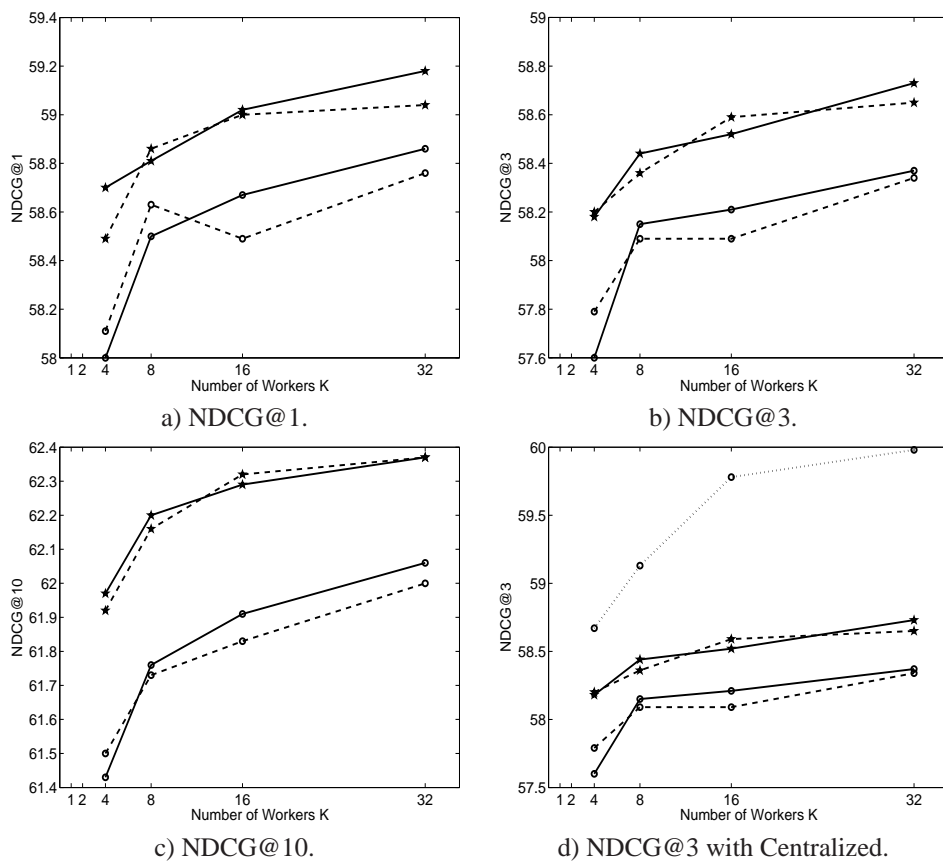 59.4
59.2
59
58.8
58.6
58.4
58.2
58
NDCG@1
1 2 4 8 16 32
Number of Workers K
a) NDCG@1.
59
58.8
58.6
58.4
58.2
58
57.8
57.6
NDCG@3
1 2 4 8 16 32
Number of Workers K
b) NDCG@3.
62.4
62.3
62.2
62.1
62
61.9
61.8
61.7
61.6
61.5
61.4
NDCG@10
1 2 4 8 16 32
Number of Workers K
c) NDCG@10.
60
59.5
59
58.5
58
57.5
NDCG@3
1 2 4 8 16 32
Number of Workers K
d) NDCG@3 with Centralized.